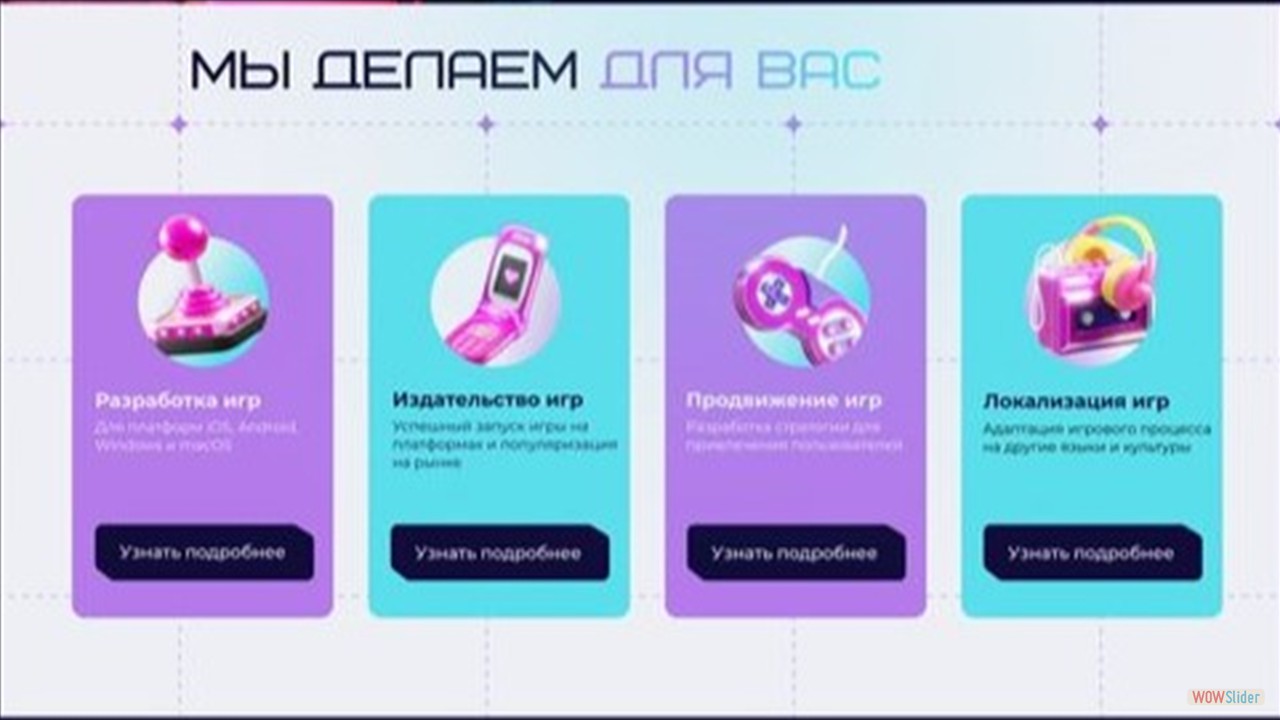 МЫ ДЕЛАЕМ ДЛЯ ВАС
Разработка игр
Для платформ iOS, Android,
Windows и macOS
Узнать подробнее
Издательство игр
Успешный запуск игры на
платформах и популяризация
на рынке
Узнать подробнее
Продвижение игр
Разработка стратегии для
привлечения пользователей
Узнать подробнее
Локализация игр
Адаптация игрового процесса
на другие языки и культуры
Узнать подробнее
WOWSlider